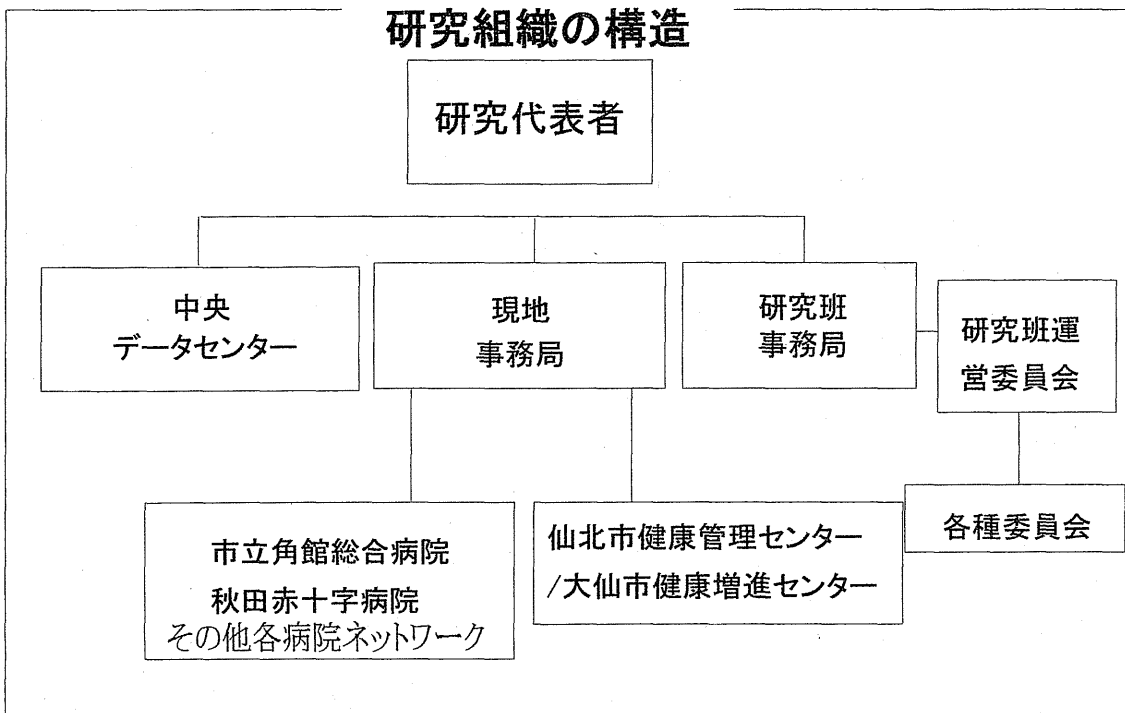 研究組織の構造
研究代表者
中央
データセンター
現地
事務局
研究班
事務局
研究班運
営委員会
市立角館総合病院
秋田赤十字病院
その他各病院ネットワーク
仙北市健康管理センター
/大仙市健康増進センター
各種委員会